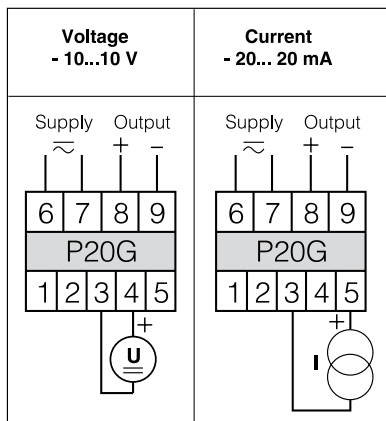 Voltage
- 10...10 V
Current
- 20... 20 mA
Supply Output
+ −
6 7 8 9
P20G
1 2 3 4 5
+
U
Supply Output
+ −
6 7 8 9
P20G
1 2 3 4 5
+
I